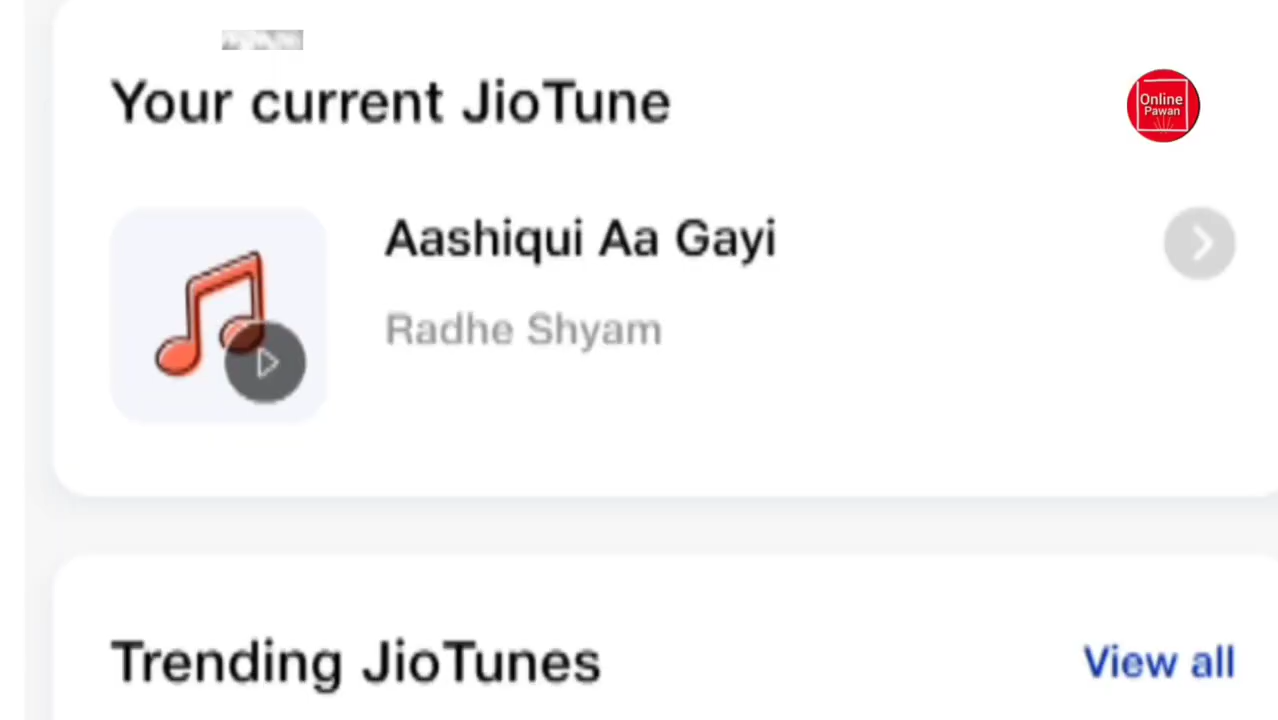 Your current JioTune
Online
Pawan
Aashiqui Aa Gayi
Radhe Shyam
Trending JioTunes
View all